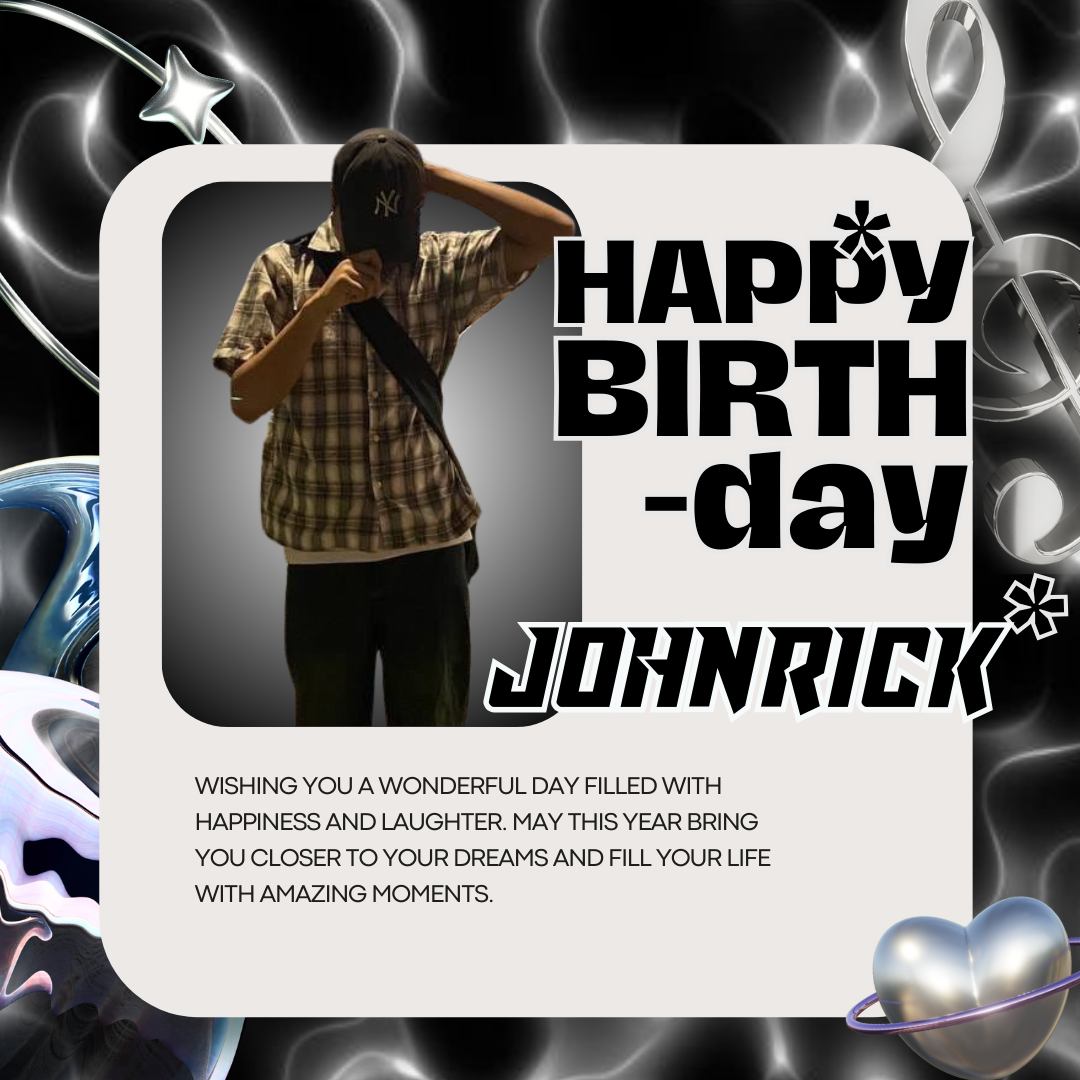 NY
HAPPY
BIRTH
-day
JOHNRICK
WISHING YOU A WONDERFUL DAY FILLED WITH
HAPPINESS AND LAUGHTER. MAY THIS YEAR BRING
YOU CLOSER TO YOUR DREAMS AND FILL YOUR LIFE
WITH AMAZING MOMENTS.